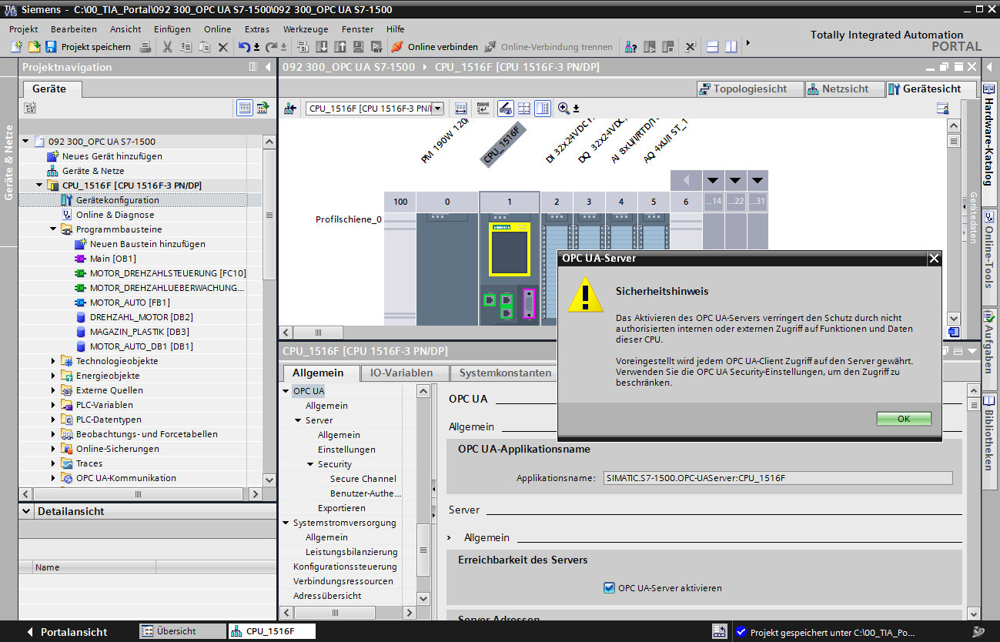 Siemens - C:\00_TIA_Portal\092 300_OPC UA S7-1500\092 300_OPC UA S7-1500
Projekt Bearbeiten Ansicht Einfügen Online Extras Werkzeuge Fenster Hilfe
Projekt speichern Online verbinden Online-Verbindung trennen
Totally Integrated Automation
PORTAL
Projektnavigation
092 300_OPC UA S7-1500 CPU_1516F [CPU 1516F-3 PN/DP]
Geräte
Topologiesicht Netzsicht Gerätesicht
CPU_1516F [CPU 1516F-3 PN/
Geräte & Netze
092 300_OPC UA S7-1500
Neues Gerät hinzufügen
Geräte & Netze
CPU_1516F [CPU 1516F-3 PN/DP]
Gerätekonfiguration
Online & Diagnose
Programmbausteine
Neuen Baustein hinzufügen
Main [OB1]
MOTOR_DREHZAHLSTEUERUNG [FC10]
MOTOR_DREHZAHLUEBERWACHUNG...
MOTOR_AUTO [FB1]
DREHZAHL_MOTOR [DB2]
MAGAZIN_PLASTIK [DB3]
MOTOR_AUTO_DB1 [DB1]
Technologieobjekte
Energieobjekte
Externe Quellen
PLC-Variablen
PLC-Datentypen
Beobachtungs- und Forcetabellen
Online-Sicherungen
Traces
OPC UA-Kommunikation
Detailansicht
Name
PM 190W 120/
CPU_1516F
DI 32x24VDC
DQ 32x24VDC/
AI 8xU/I/RTD/T
AQ 4xU/I ST_1
100 0 1 2 3 4 5 6 ...14 ...22 ...31
Profilschiene_0
SIEMENS
Gerätedaten
Hardware-Katalog
Online-Tools
Aufgaben
Bibliotheken
OPC UA-Server
Sicherheitshinweis
Das Aktivieren des OPC UA-Servers verringert den Schutz durch nicht
authorisierten internen oder externen Zugriff auf Funktionen und Daten
dieser CPU.
Voreingestellt wird jedem OPC UA-Client Zugriff auf den Server gewährt.
Verwenden Sie die OPC UA Security-Einstellungen, um den Zugriff zu
beschränken.
OK
CPU_1516F [CPU 1516F-3 PN/DP]
Allgemein IO-Variablen Systemkonstanten
OPC UA
Allgemein
Server
Allgemein
Einstellungen
Security
Secure Channel
Benutzer-Authe...
Exportieren
Systemstromversorgung
Allgemein
Leistungsbilanzierung
Konfigurationssteuerung
Verbindungsressourcen
Adressübersicht
OPC UA
Allgemein
OPC UA-Applikationsname
Applikationsname: SIMATIC.S7-1500.OPC-UAServer:CPU_1516F
Server
Allgemein
Erreichbarkeit des Servers
OPC UA-Server aktivieren
Server Adressen
Portalansicht Übersicht CPU_1516F Projekt gespeichert unter C:\00_TIA_Po...